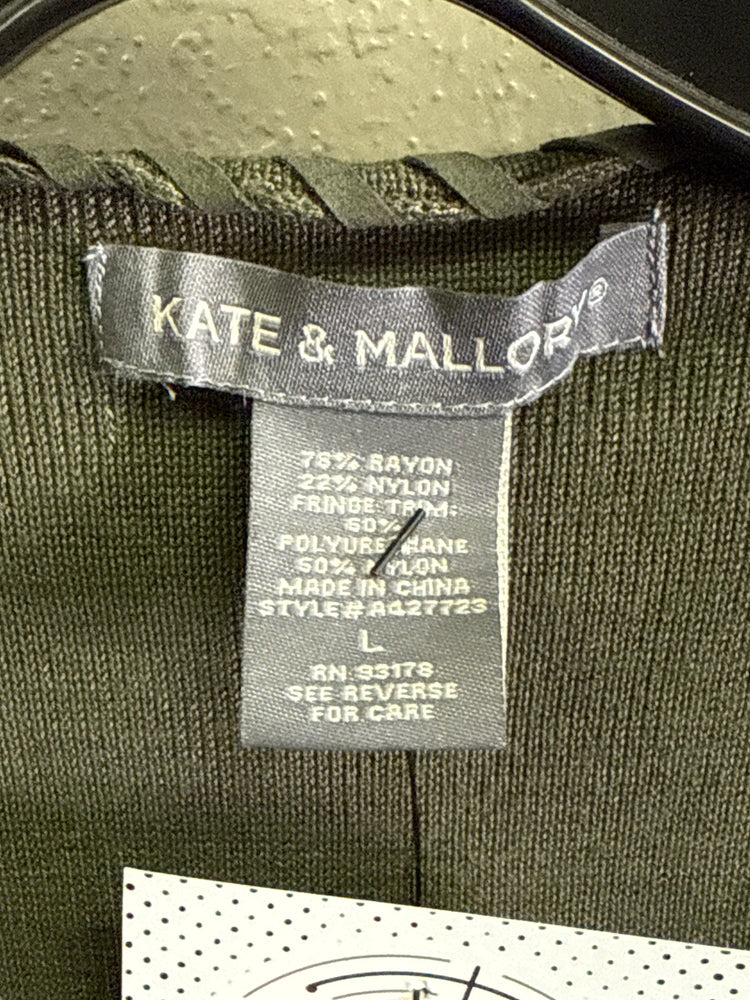 KATE & MALLORY®
78% RAYON
22% NYLON
FRINGE TRIM:
50%
POLYURETHANE
50% NYLON
MADE IN CHINA
STYLE# A427723
L
RN 93178
SEE REVERSE
FOR CARE